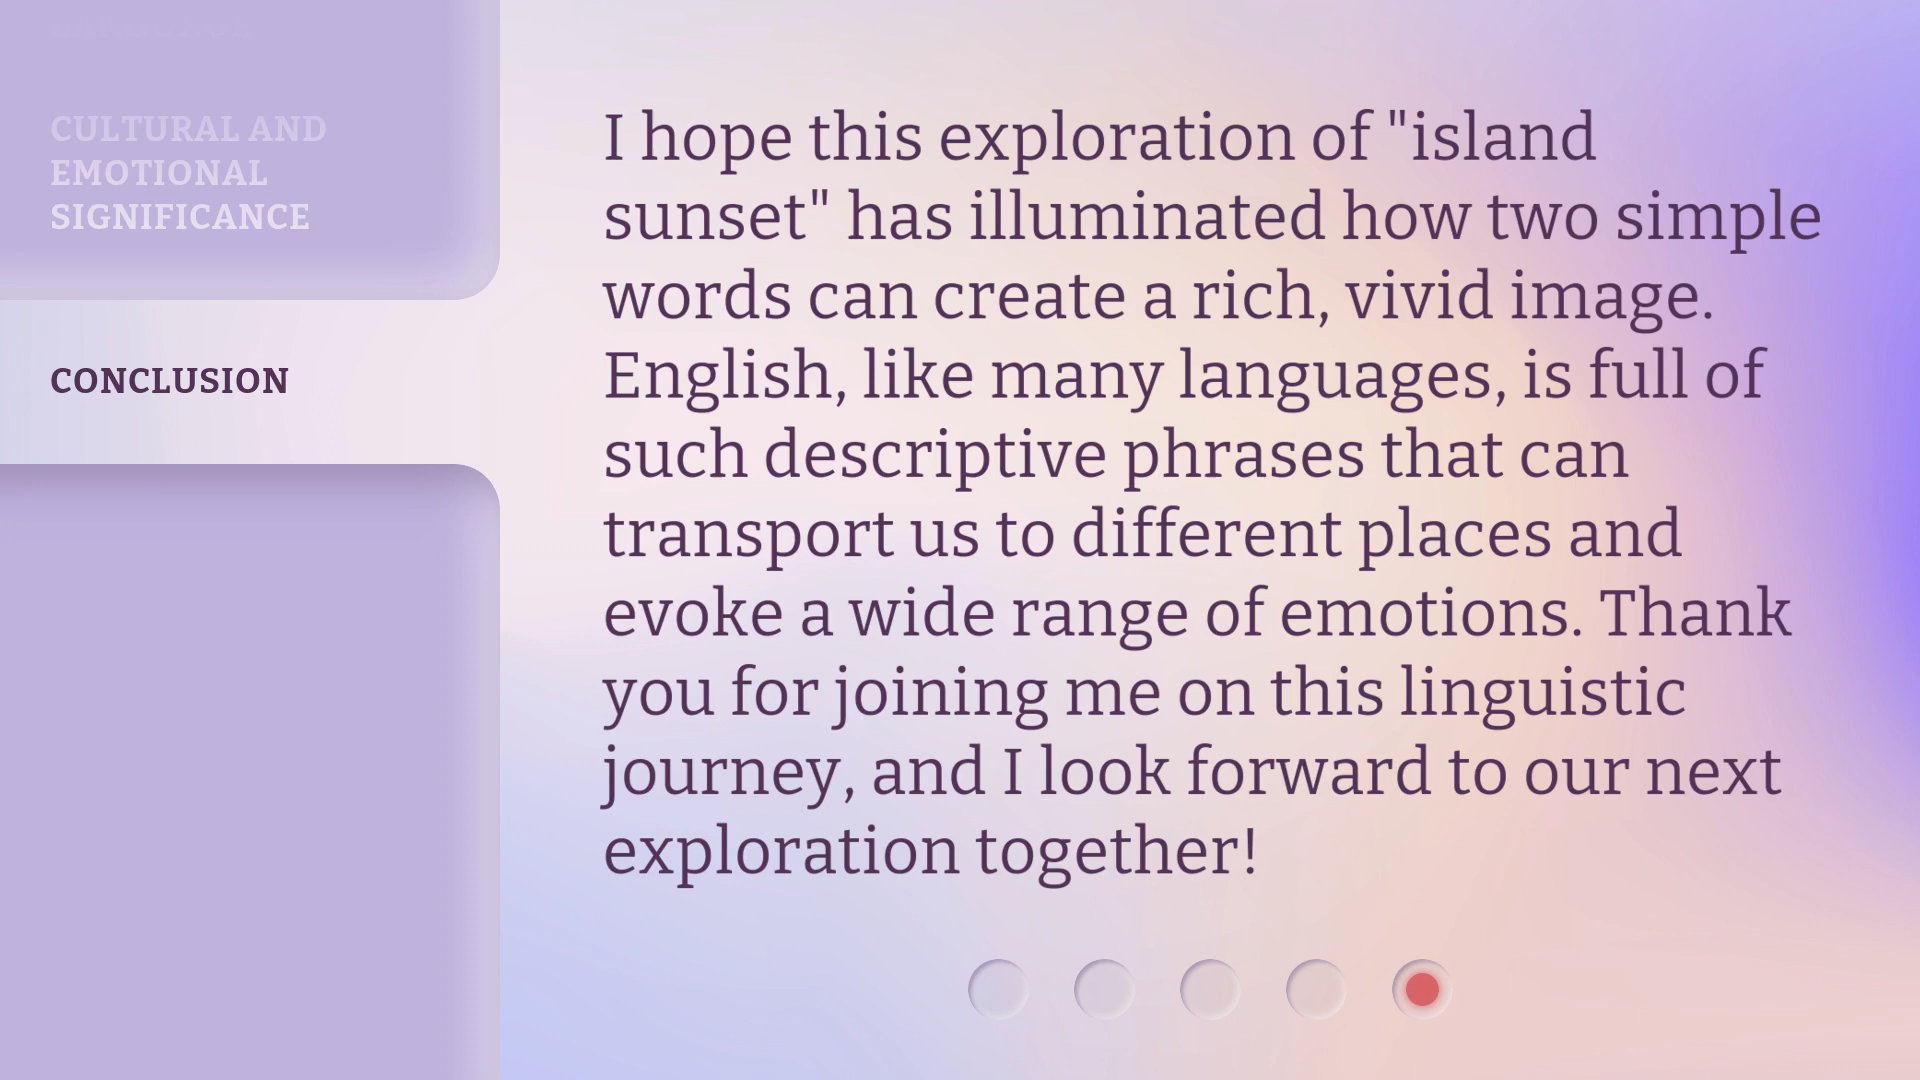 CULTURAL AND
EMOTIONAL
SIGNIFICANCE
CONCLUSION
I hope this exploration of "island
sunset" has illuminated how two simple
words can create a rich, vivid image.
English, like many languages, is full of
such descriptive phrases that can
transport us to different places and
evoke a wide range of emotions. Thank
you for joining me on this linguistic
journey, and I look forward to our next
exploration together!